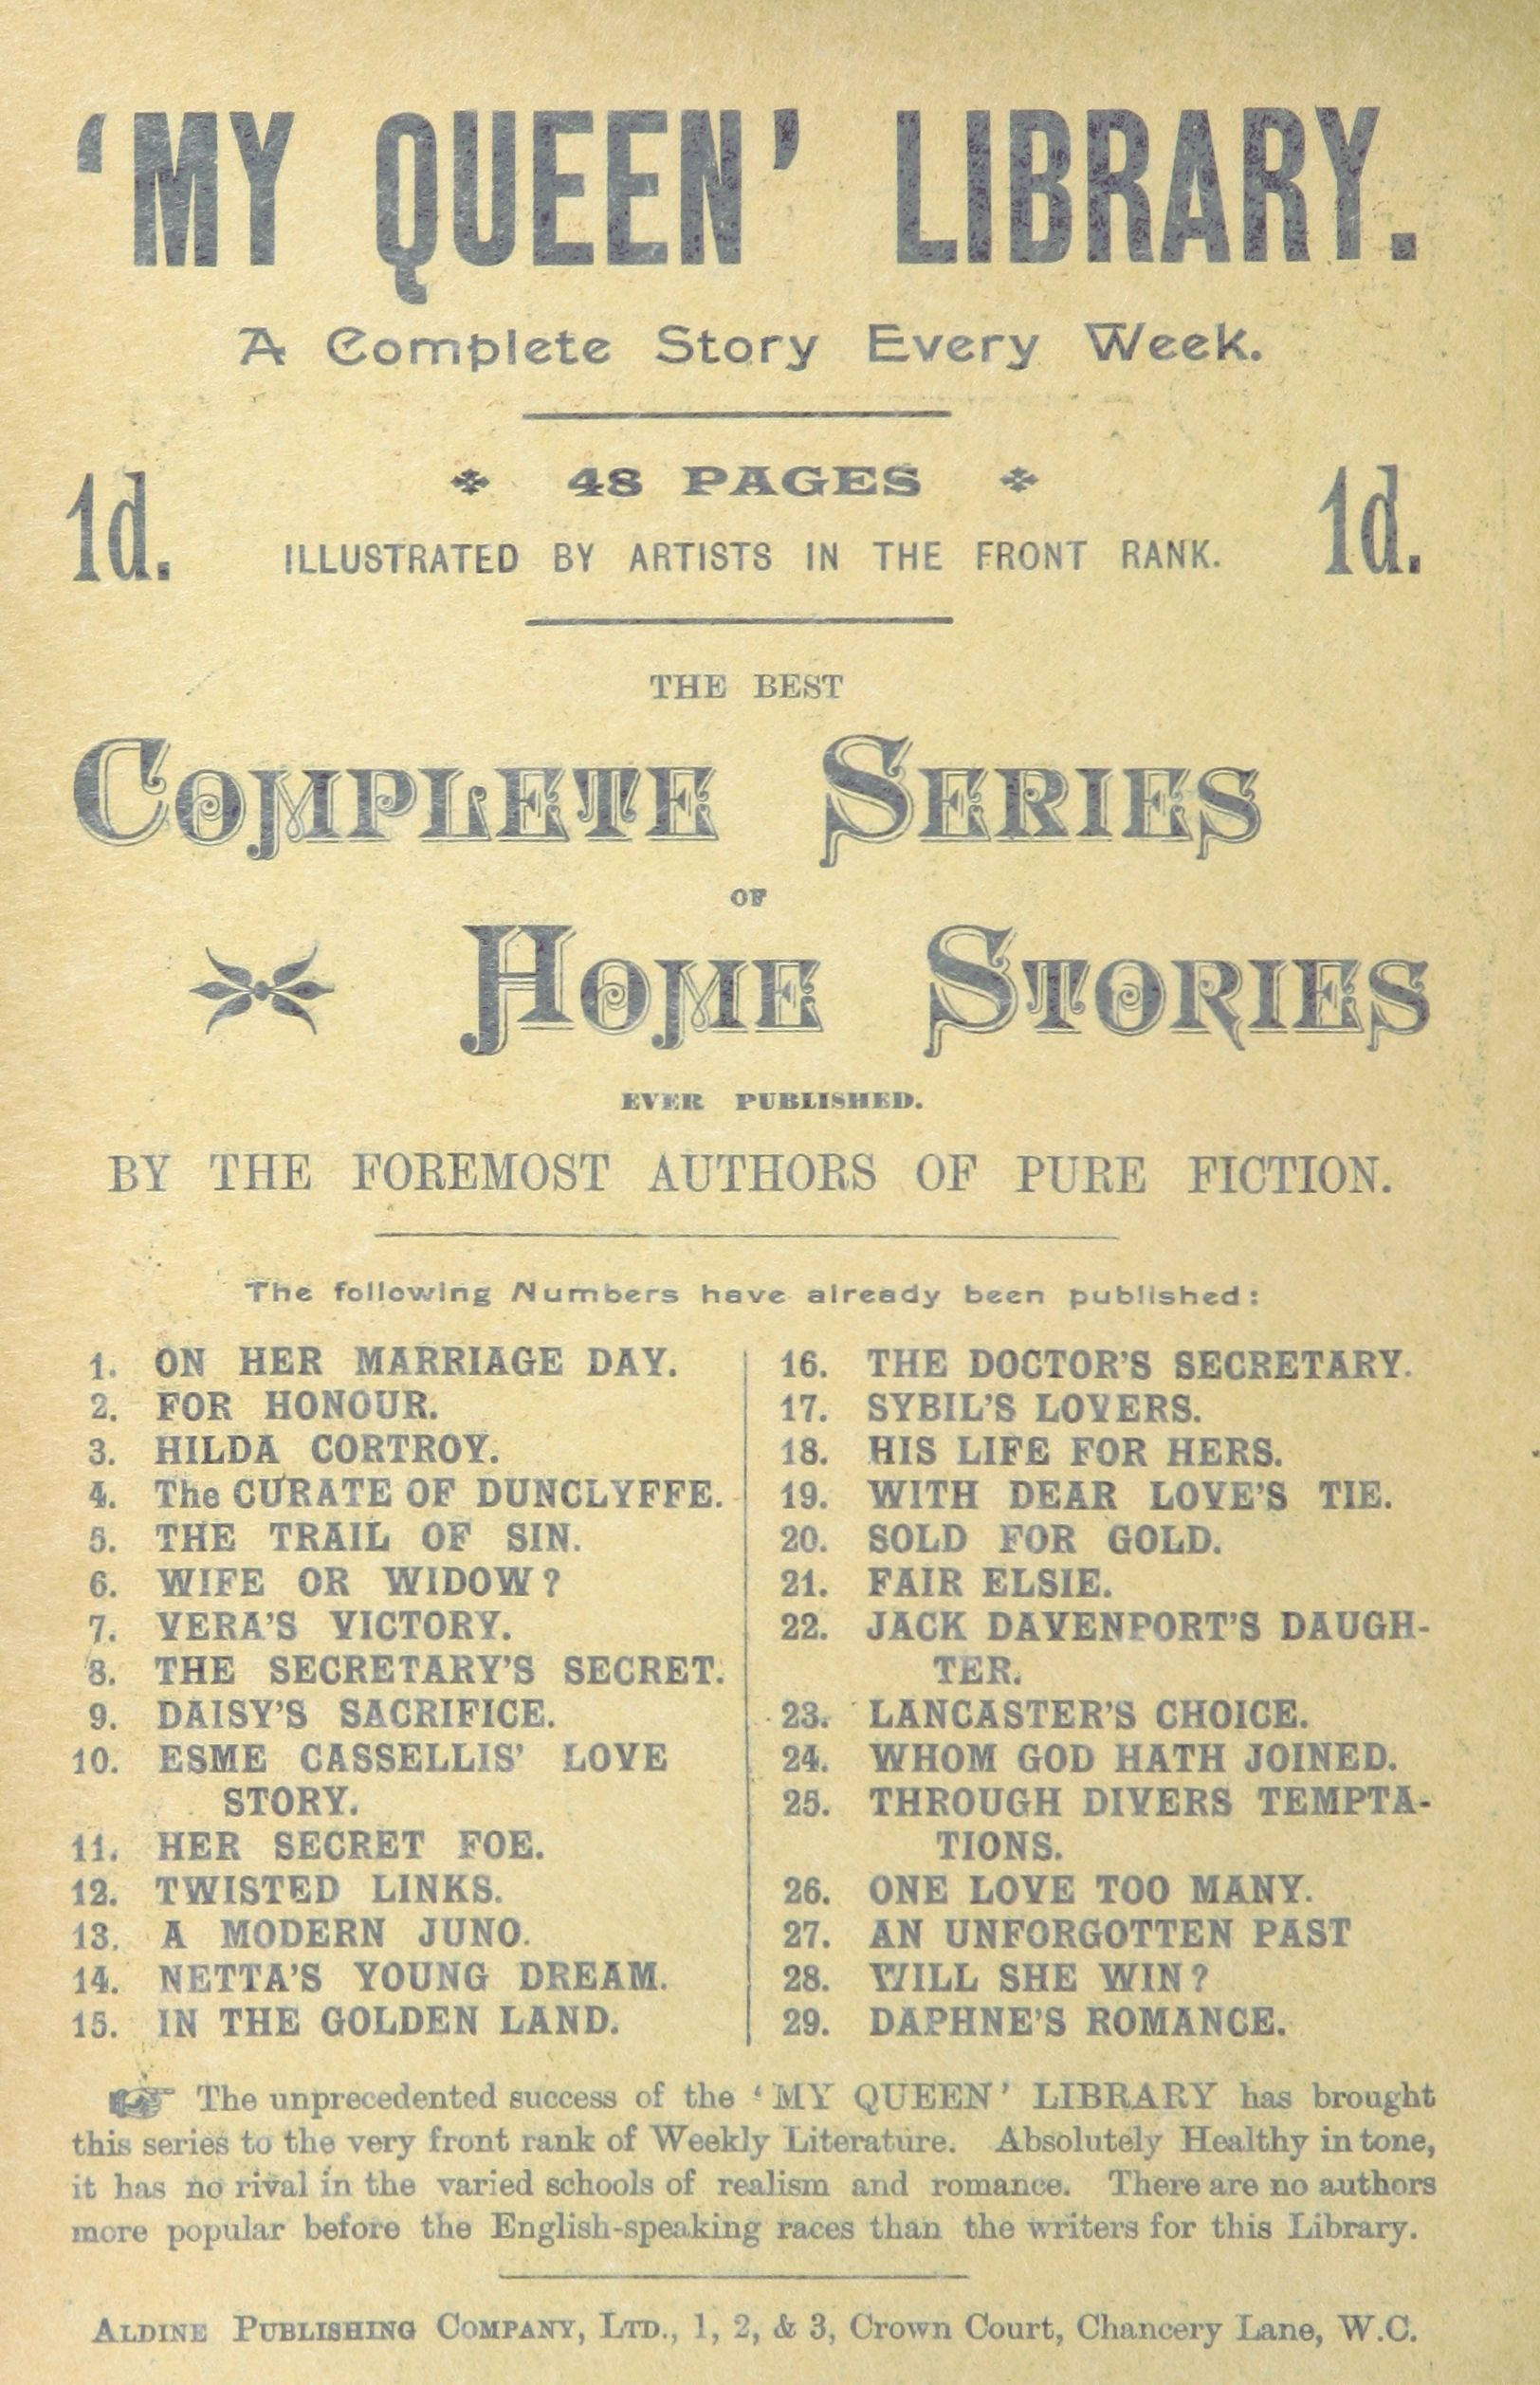 ‘MY QUEEN’ LIBRARY.
A Complete Story Every Week.
48 PAGES
1d. ILLUSTRATED BY ARTISTS IN THE FRONT RANK. 1d.
THE BEST
COMPLETE SERIES
OF
HOME STORIES
EVER PUBLISHED.
BY THE FOREMOST AUTHORS OF PURE FICTION.
The following Numbers have already been published:
1. ON HER MARRIAGE DAY.
2. FOR HONOUR.
3. HILDA CORTROY.
4. The CURATE OF DUNCLYFFE.
5. THE TRAIL OF SIN.
6. WIFE OR WIDOW?
7. VERA’S VICTORY.
8. THE SECRETARY’S SECRET.
9. DAISY’S SACRIFICE.
10. ESME CASSELLIS’ LOVE
STORY.
11. HER SECRET FOE.
12. TWISTED LINKS.
13. A MODERN JUNO.
14. NETTA’S YOUNG DREAM.
15. IN THE GOLDEN LAND.
16. THE DOCTOR’S SECRETARY.
17. SYBIL’S LOVERS.
18. HIS LIFE FOR HERS.
19. WITH DEAR LOVE’S TIE.
20. SOLD FOR GOLD.
21. FAIR ELSIE.
22. JACK DAVENPORT’S DAUGH-
TER.
23. LANCASTER’S CHOICE.
24. WHOM GOD HATH JOINED.
25. THROUGH DIVERS TEMPTA-
TIONS.
26. ONE LOVE TOO MANY.
27. AN UNFORGOTTEN PAST
28. WILL SHE WIN?
29. DAPHNE’S ROMANCE.
☞ The unprecedented success of the ‘MY QUEEN’ LIBRARY has brought
this series to the very front rank of Weekly Literature. Absolutely Healthy in tone,
it has no rival in the varied schools of realism and romance. There are no authors
more popular before the English-speaking races than the writers for this Library.
ALDINE PUBLISHING COMPANY, LTD., 1, 2, & 3, Crown Court, Chancery Lane, W.C.